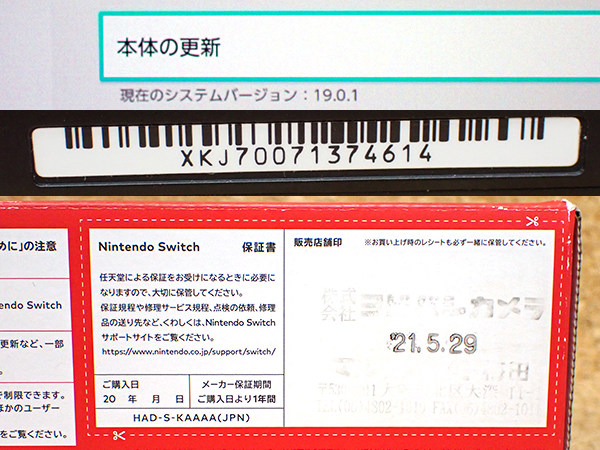 本体の更新
現在のシステムバージョン：19.0.1
XKJ70071374614
めに」の注意
endo Switch
更新など、一部
で制限できます。
ほかのユーザー
をご覧ください。
Nintendo Switch 保証書
任天堂による保証をお受けになるときに必要に
なりますので、大切に保管してください。
保証規程や修理サービス規程、点検の依頼、修理
品の送り先など、くわしくは、Nintendo Switch
サポートサイトをご覧ください。
https://www.nintendo.co.jp/support/switch/
ご購入日 メーカー保証期間
20 年 月 日 ご購入日より1年間
HAD-S-KAAAA(JPN)
販売店舗印 ※お買い上げ時のレシートも必ず一緒に保管してください。
株式
会社 カメラ
'21.5.29